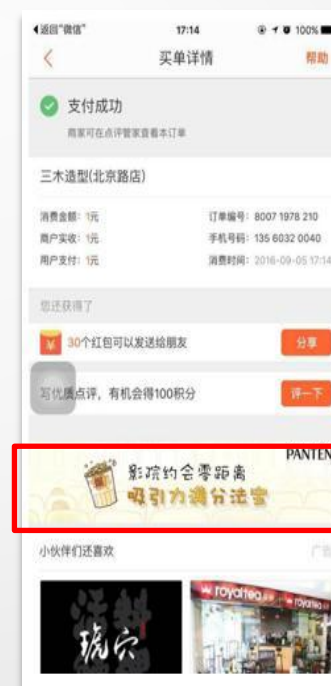 返回"微信" 17:14 100%
买单详情 帮助
支付成功
商家可在点评管家查看本订单
三木造型(北京路店)
消费金额：1元 订单编号：8007 1978 210
商户实收：1元 手机号码：135 6032 0040
用户支付：1元 消费时间：2016-09-05 17:14
您还获得了
30个红包可以发送给朋友 分享
写优质点评，有机会得100积分 评一下
PANTEN
影院约会零距离
吸引力满分法宝
小伙伴们还喜欢 广告
琥穴 royaltea royaltea